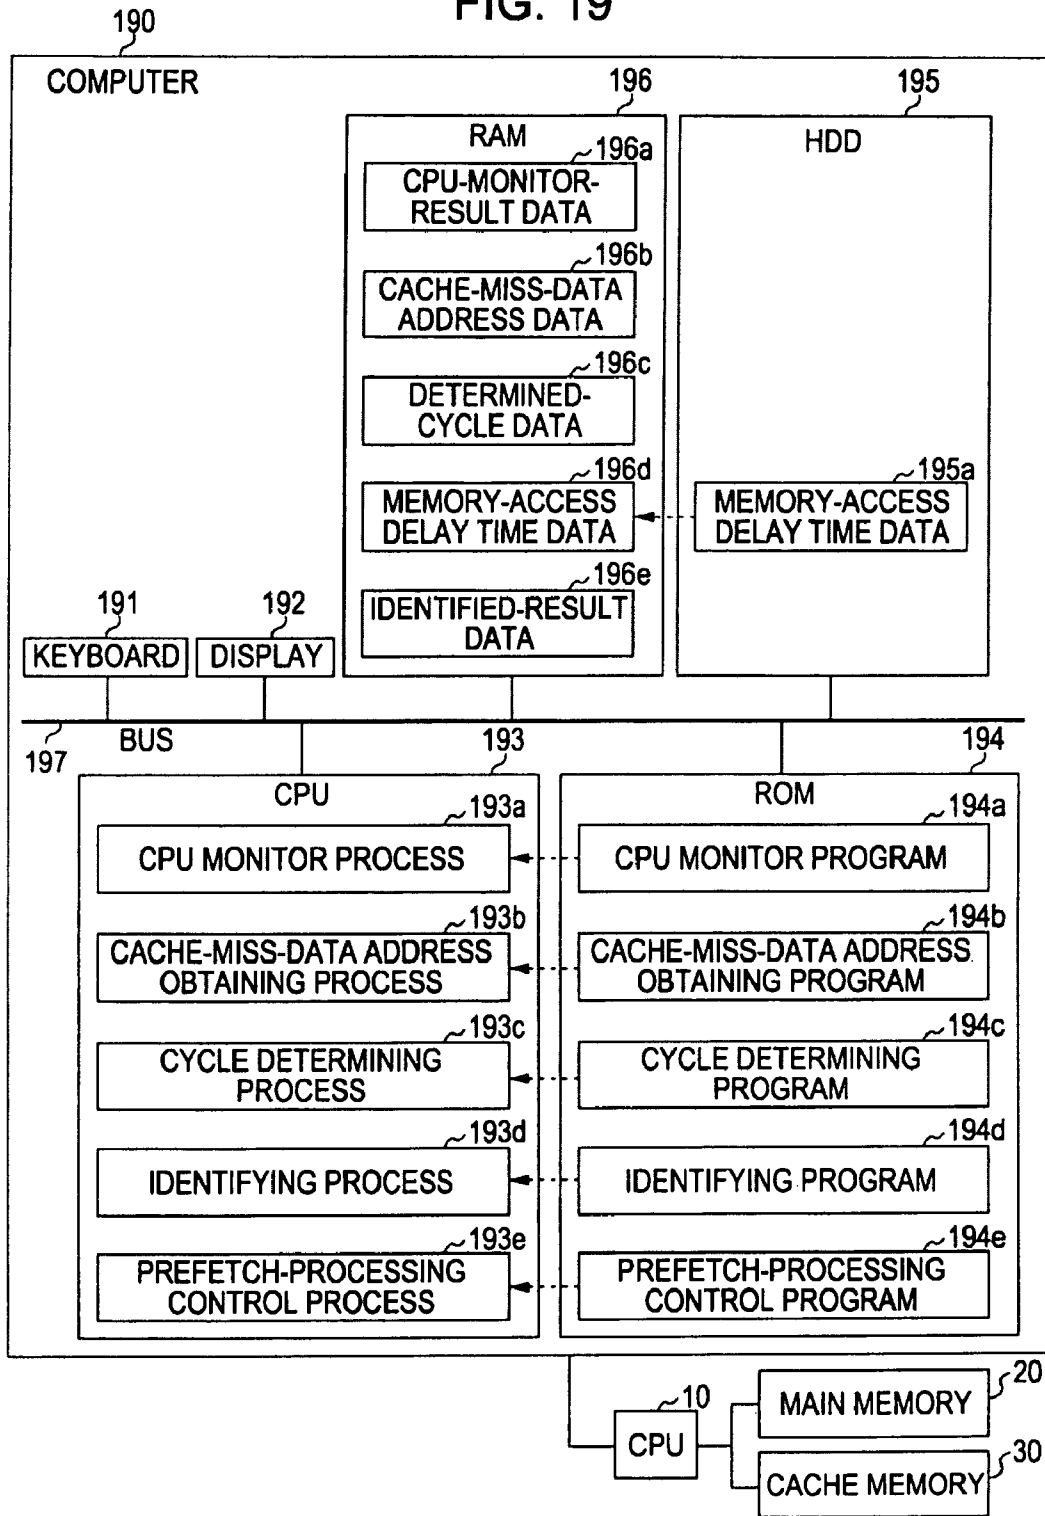 FIG. 19
190
COMPUTER
196
195
RAM
HDD
196a
CPU-MONITOR-
RESULT DATA
196b
CACHE-MISS-DATA
ADDRESS DATA
196c
DETERMINED-
CYCLE DATA
196d
MEMORY-ACCESS
DELAY TIME DATA
195a
MEMORY-ACCESS
DELAY TIME DATA
196e
IDENTIFIED-RESULT
DATA
191
KEYBOARD
192
DISPLAY
197
BUS
193
194
CPU
ROM
193a
CPU MONITOR PROCESS
194a
CPU MONITOR PROGRAM
193b
CACHE-MISS-DATA ADDRESS
OBTAINING PROCESS
194b
CACHE-MISS-DATA ADDRESS
OBTAINING PROGRAM
193c
CYCLE DETERMINING
PROCESS
194c
CYCLE DETERMINING
PROGRAM
193d
IDENTIFYING PROCESS
194d
IDENTIFYING PROGRAM
193e
PREFETCH-PROCESSING
CONTROL PROCESS
194e
PREFETCH-PROCESSING
CONTROL PROGRAM
10
CPU
20
MAIN MEMORY
30
CACHE MEMORY